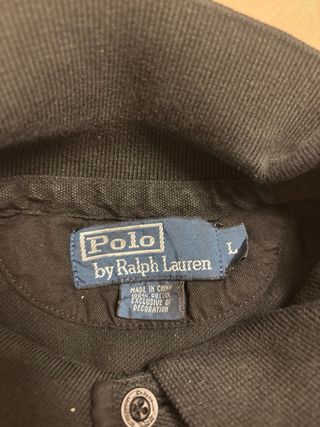 Polo
by Ralph Lauren
L
MADE IN CHINA
100% COTTON
EXCLUSIVE OF
DECORATION